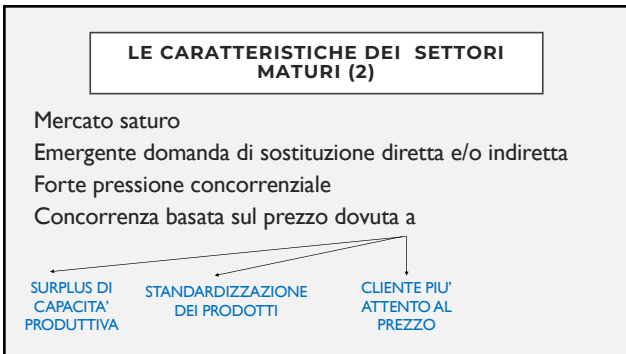 LE CARATTERISTICHE DEI SETTORI
MATURI (2)
Mercato saturo
Emergente domanda di sostituzione diretta e/o indiretta
Forte pressione concorrenziale
Concorrenza basata sul prezzo dovuta a
SURPLUS DI
CAPACITA'
PRODUTTIVA
STANDARDIZZAZIONE
DEI PRODOTTI
CLIENTE PIU'
ATTENTO AL
PREZZO